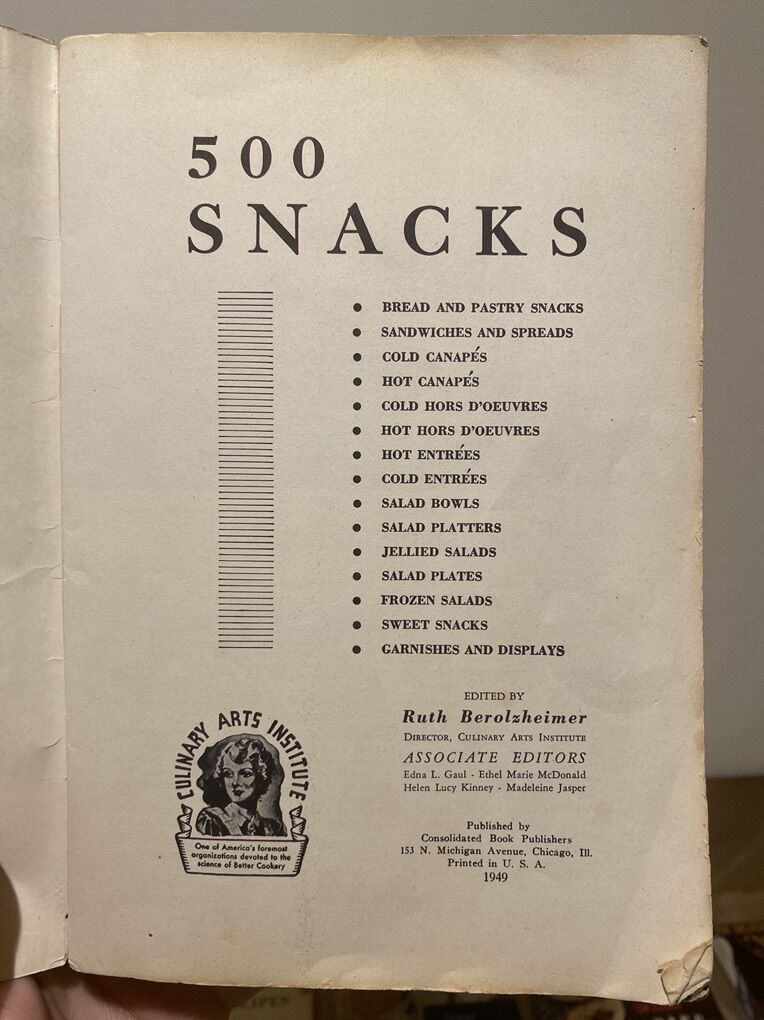 500
SNACKS
• BREAD AND PASTRY SNACKS
• SANDWICHES AND SPREADS
• COLD CANAPÉS
• HOT CANAPÉS
• COLD HORS D'OEUVRES
• HOT HORS D'OEUVRES
• HOT ENTRÉES
• COLD ENTRÉES
• SALAD BOWLS
• SALAD PLATTERS
• JELLIED SALADS
• SALAD PLATES
• FROZEN SALADS
• SWEET SNACKS
• GARNISHES AND DISPLAYS
EDITED BY
Ruth Berolzheimer
DIRECTOR, CULINARY ARTS INSTITUTE
ASSOCIATE EDITORS
Edna L. Gaul - Ethel Marie McDonald
Helen Lucy Kinney - Madeleine Jasper
Published by
Consolidated Book Publishers
153 N. Michigan Avenue, Chicago, Ill.
Printed in U. S. A.
1949
CULINARY ARTS INSTITUTE
One of America's foremost
organizations devoted to the
science of Better Cookery